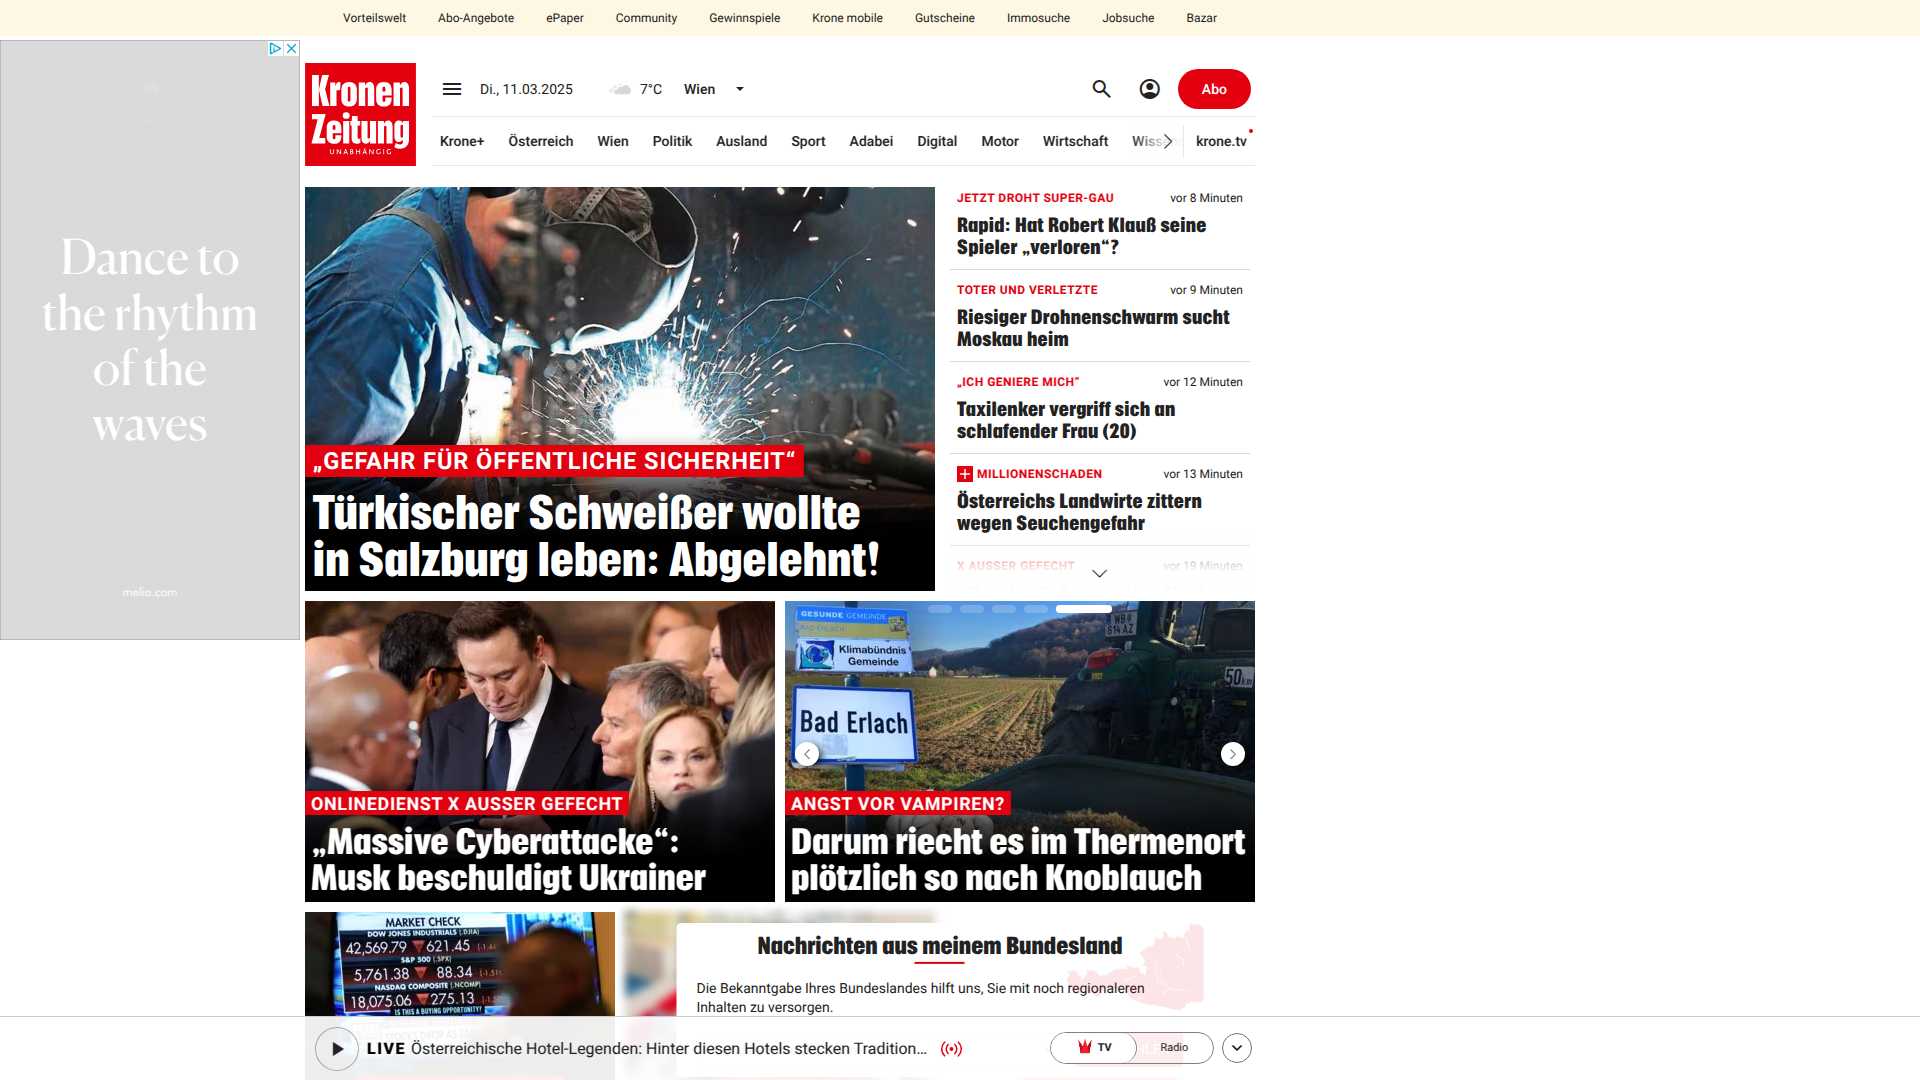 Vorteilswelt Abo-Angebote ePaper Community Gewinnspiele Krone mobile Gutscheine Immosuche Jobsuche Bazar
Dance to
the rhythm
of the
waves
melia.com
Kronen
Zeitung
UNABHÄNGIG
Di., 11.03.2025 7°C Wien Abo
Krone+ Österreich Wien Politik Ausland Sport Adabei Digital Motor Wirtschaft krone.tv
„GEFAHR FÜR ÖFFENTLICHE SICHERHEIT“
Türkischer Schweißer wollte
in Salzburg leben: Abgelehnt!
JETZT DROHT SUPER-GAU vor 8 Minuten
Rapid: Hat Robert Klauß seine
Spieler „verloren“?
TOTER UND VERLETZTE vor 9 Minuten
Riesiger Drohnenschwarm sucht
Moskau heim
„ICH GENIERE MICH“ vor 12 Minuten
Taxilenker vergriff sich an
schlafender Frau (20)
MILLIONENSCHADEN vor 13 Minuten
Österreichs Landwirte zittern
wegen Seuchengefahr
X AUSSER GEFECHT vor 19 Minuten
ONLINEDIENST X AUSSER GEFECHT
„Massive Cyberattacke“:
Musk beschuldigt Ukrainer
GESUNDE GEMEINDE
BAD ERLACH
Klimabündnis
Gemeinde
Bad Erlach
WB
614 AZ
50 km
ANGST VOR VAMPIREN?
Darum riecht es im Thermenort
plötzlich so nach Knoblauch
MARKET CHECK
DOW JONES INDUSTRIALS (.DJIA)
42,569.79 621.45
S&P 500 (.SPX)
5,761.38 88.34
NASDAQ COMPOSITE (.NCOMP)
18,075.06 275.13
IS THIS A BUYING OPPORTUNITY?
Nachrichten aus meinem Bundesland
Die Bekanntgabe Ihres Bundeslandes hilft uns, Sie mit noch regionaleren
Inhalten zu versorgen.
LIVE Österreichische Hotel-Legenden: Hinter diesen Hotels stecken Tradition... TV Radio